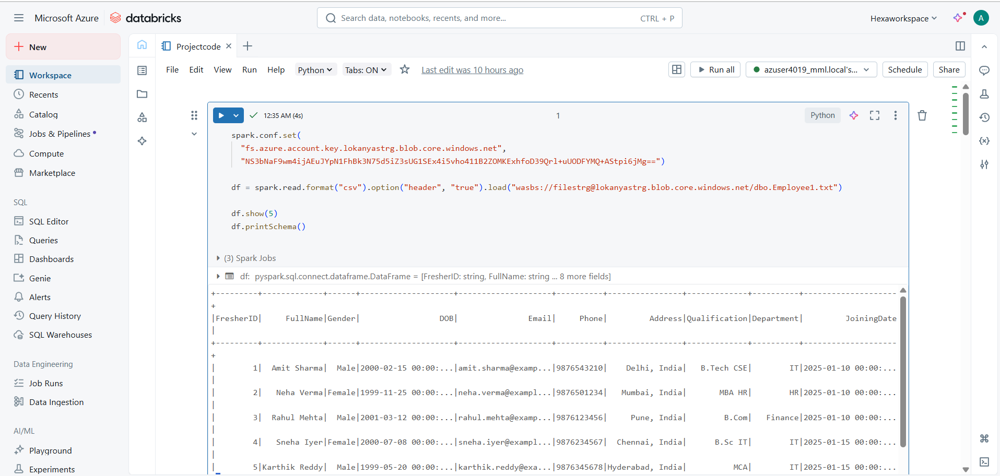 Microsoft Azure databricks
Search data, notebooks, recents, and more... CTRL + P
Hexaworkspace A
New
Workspace
Recents
Catalog
Jobs & Pipelines
Compute
Marketplace
SQL
SQL Editor
Queries
Dashboards
Genie
Alerts
Query History
SQL Warehouses
Data Engineering
Job Runs
Data Ingestion
AI/ML
Playground
Experiments
Projectcode
File Edit View Run Help Python Tabs: ON Last edit was 10 hours ago
Run all azuser4019_mml.local's... Schedule Share
12:35 AM (4s) 1 Python
spark.conf.set(
"fs.azure.account.key.lokanyastrg.blob.core.windows.net",
"NS3bNaF9wm4ijAEuJYpN1FhBk3N75d5iZ3sUG1SEx4i5vho411B2ZOMKExhfoD39Qrl+uUODFYMQ+AStpi6jMg==")
df = spark.read.format("csv").option("header", "true").load("wasbs://filestrg@lokanyastrg.blob.core.windows.net/dbo.Employee1.txt")
df.show(5)
df.printSchema()
(3) Spark Jobs
df: pyspark.sql.connect.dataframe.DataFrame = [FresherID: string, FullName: string ... 8 more fields]
+---------+-------------+------+--------------------+--------------------+----------+----------------+-------------+----------+--------------------
+
|FresherID| FullName|Gender| DOB| Email| Phone| Address|Qualification|Department| JoiningDate
|
+---------+-------------+------+--------------------+--------------------+----------+----------------+-------------+----------+--------------------
+
| 1| Amit Sharma| Male|2000-02-15 00:00:...|amit.sharma@examp...|9876543210| Delhi, India| B.Tech CSE| IT|2025-01-10 00:00:...
|
| 2| Neha Verma|Female|1999-11-25 00:00:...|neha.verma@exampl...|9876501234| Mumbai, India| MBA HR| HR|2025-01-10 00:00:...
|
| 3| Rahul Mehta| Male|2001-03-12 00:00:...|rahul.mehta@examp...|9876123456| Pune, India| B.Com| Finance|2025-01-10 00:00:...
|
| 4| Sneha Iyer|Female|2000-07-08 00:00:...|sneha.iyer@exampl...|9876234567| Chennai, India| B.Sc IT| IT|2025-01-15 00:00:...
|
| 5|Karthik Reddy| Male|1999-05-20 00:00:...|karthik.reddy@exa...|9876345678|Hyderabad, India| MCA| IT|2025-01-15 00:00:...